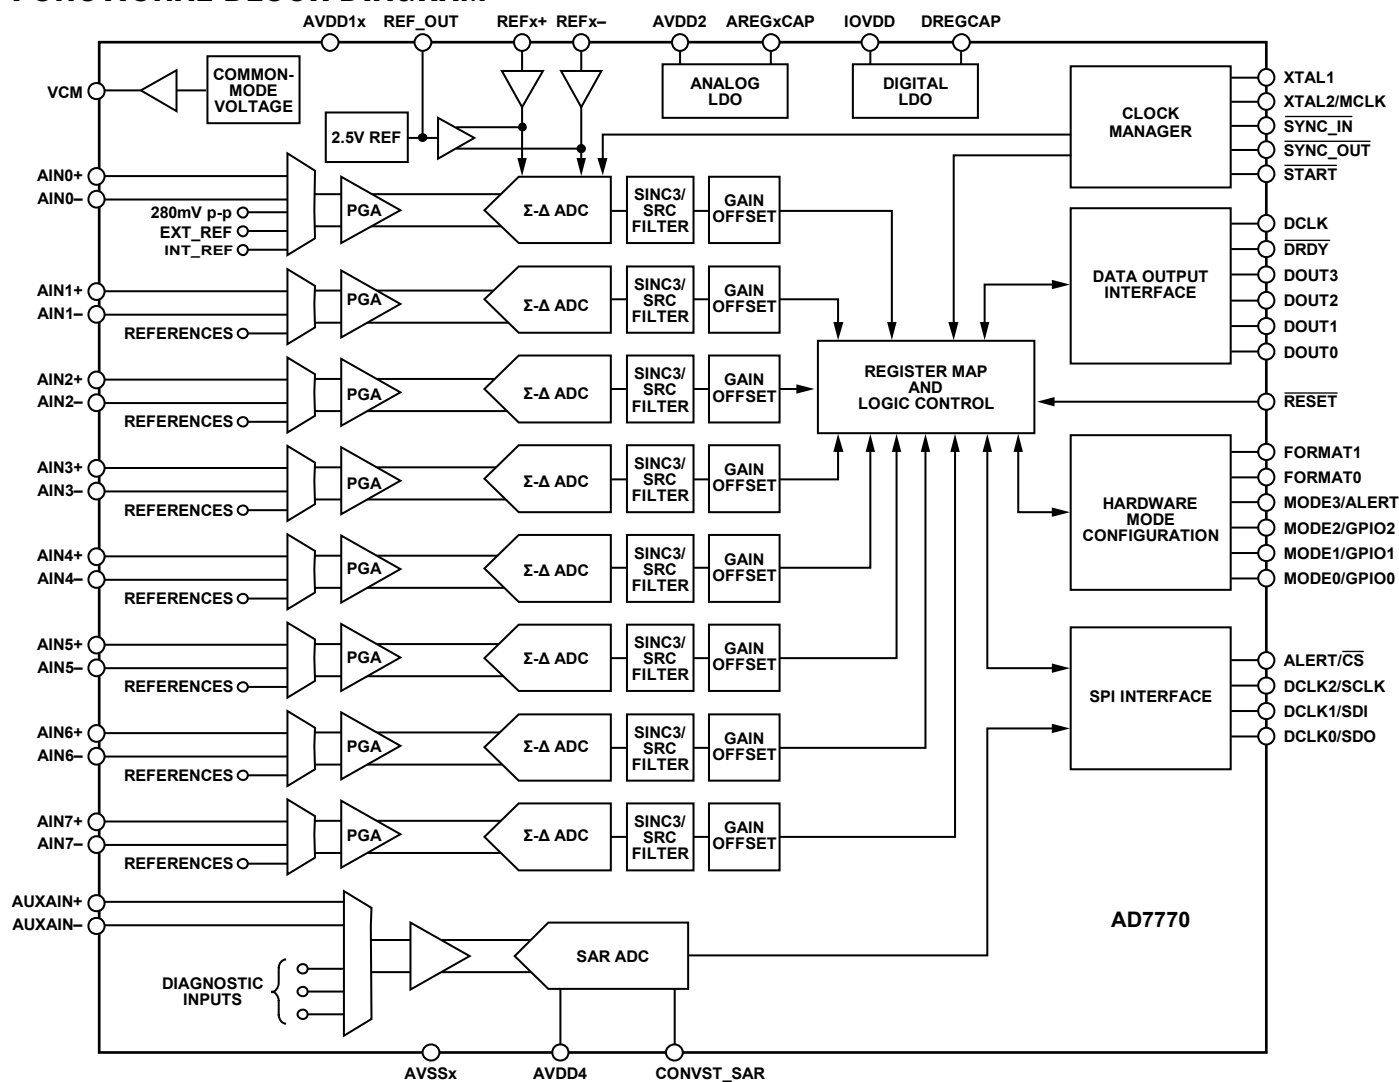 FUNCTIONAL BLOCK DIAGRAM
AVDD1x REF_OUT REFx+ REFx– AVDD2 AREGxCAP IOVDD DREGCAP
VCM
COMMON-
MODE
VOLTAGE
2.5V REF
ANALOG
LDO
DIGITAL
LDO
CLOCK
MANAGER
XTAL1
XTAL2/MCLK
SYNC_IN
SYNC_OUT
START
AIN0+
AIN0–
280mV p-p
EXT_REF
INT_REF
PGA
Σ-Δ ADC
SINC3/
SRC
FILTER
GAIN
OFFSET
DATA OUTPUT
INTERFACE
DCLK
DRDY
DOUT3
DOUT2
DOUT1
DOUT0
AIN1+
AIN1–
REFERENCES
PGA
Σ-Δ ADC
SINC3/
SRC
FILTER
GAIN
OFFSET
REGISTER MAP
AND
LOGIC CONTROL
RESET
AIN2+
AIN2–
REFERENCES
PGA
Σ-Δ ADC
SINC3/
SRC
FILTER
GAIN
OFFSET
AIN3+
AIN3–
REFERENCES
PGA
Σ-Δ ADC
SINC3/
SRC
FILTER
GAIN
OFFSET
HARDWARE
MODE
CONFIGURATION
FORMAT1
FORMAT0
MODE3/ALERT
MODE2/GPIO2
MODE1/GPIO1
MODE0/GPIO0
AIN4+
AIN4–
REFERENCES
PGA
Σ-Δ ADC
SINC3/
SRC
FILTER
GAIN
OFFSET
AIN5+
AIN5–
REFERENCES
PGA
Σ-Δ ADC
SINC3/
SRC
FILTER
GAIN
OFFSET
SPI INTERFACE
ALERT/CS
DCLK2/SCLK
DCLK1/SDI
DCLK0/SDO
AIN6+
AIN6–
REFERENCES
PGA
Σ-Δ ADC
SINC3/
SRC
FILTER
GAIN
OFFSET
AIN7+
AIN7–
REFERENCES
PGA
Σ-Δ ADC
SINC3/
SRC
FILTER
GAIN
OFFSET
AUXAIN+
AUXAIN–
DIAGNOSTIC
INPUTS
SAR ADC
AD7770
AVSSx AVDD4 CONVST_SAR